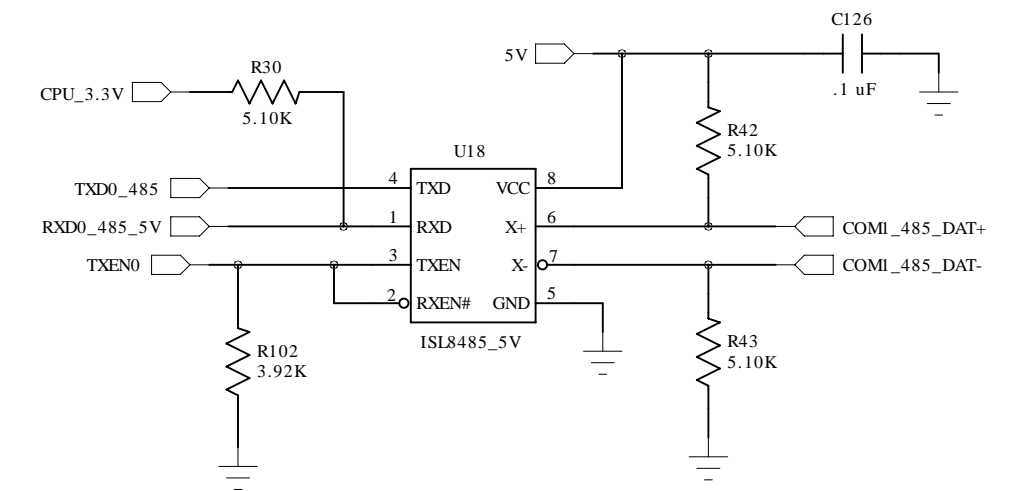 C126
5V
.1 uF
R30
CPU_3.3V
5.10K
R42
5.10K
U18
TXD0_485
4
TXD
VCC
8
RXD0_485_5V
1
RXD
X+
6
COM1_485_DAT+
TXEN0
3
TXEN
X-
7
COM1_485_DAT-
2
RXEN#
GND
5
ISL8485_5V
R102
3.92K
R43
5.10K